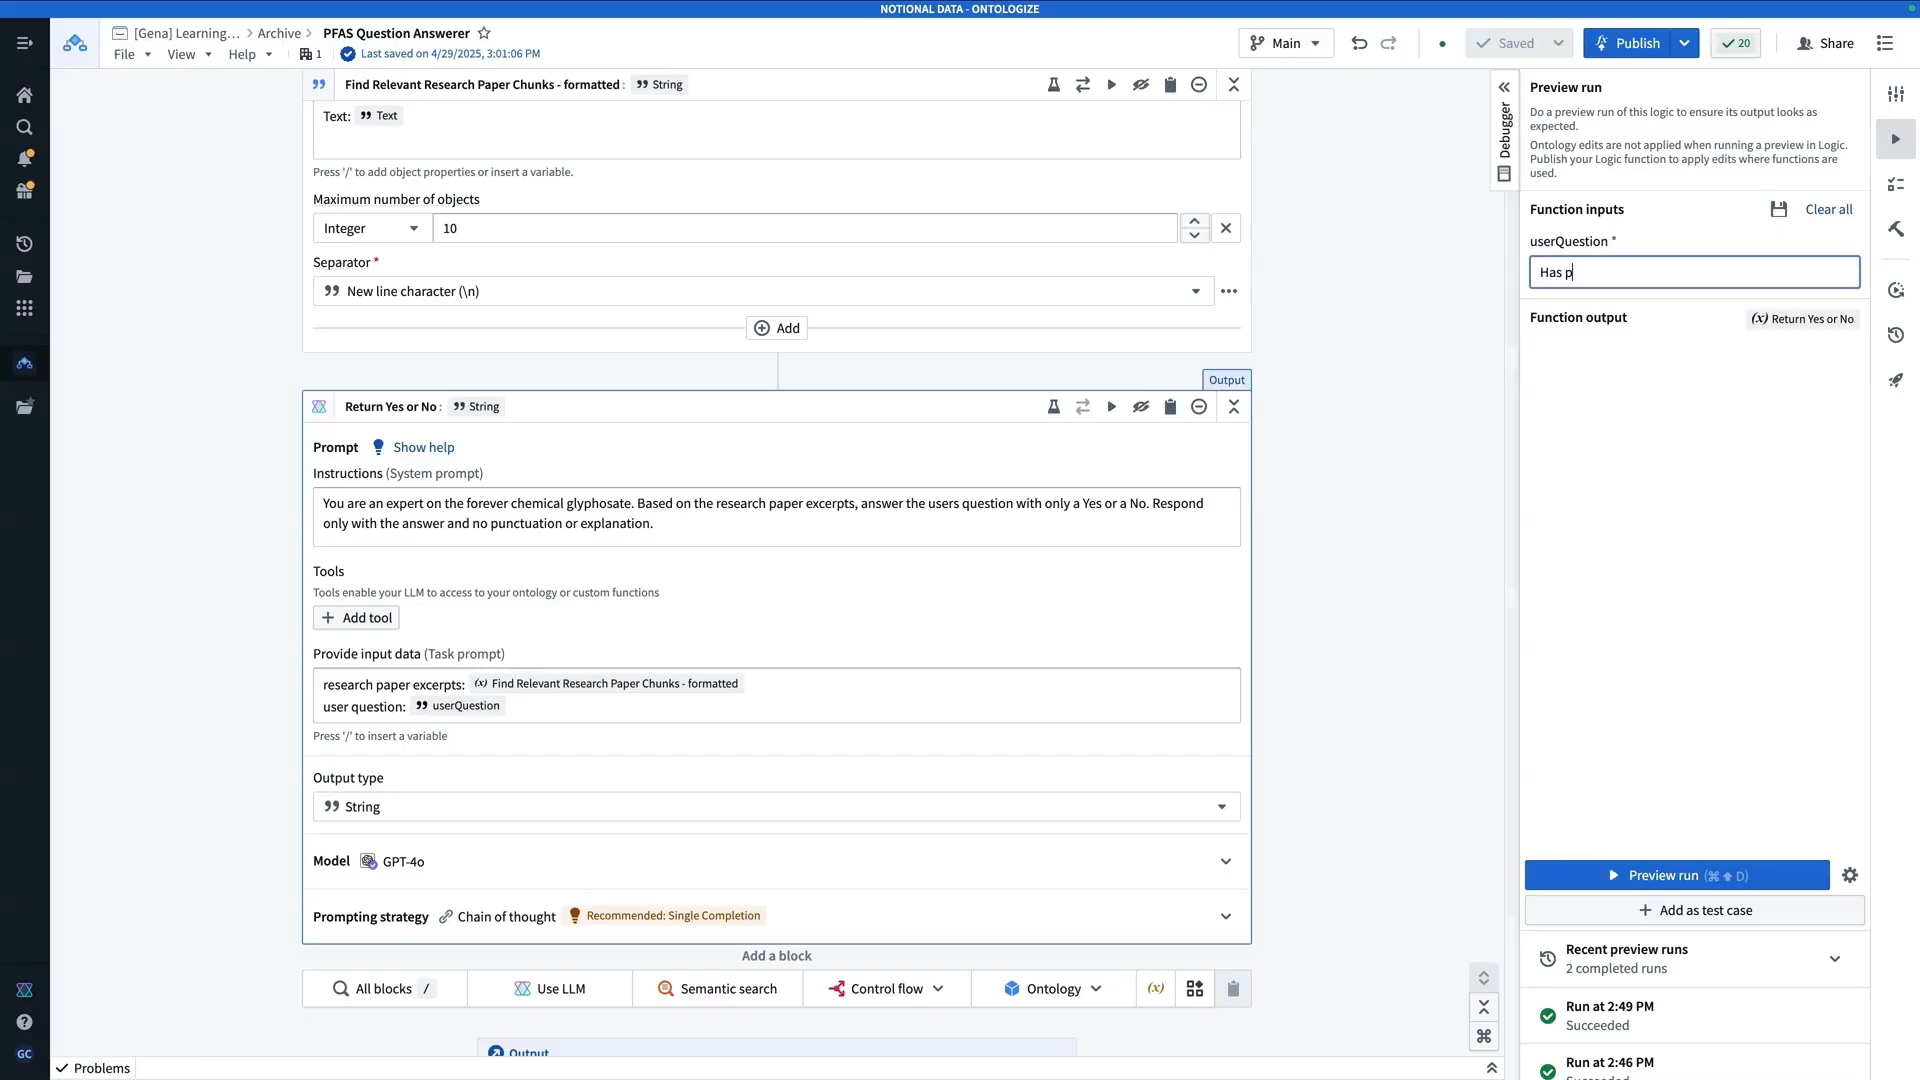 NOTIONAL DATA - ONTOLOGIZE
[Gena] Learning... > Archive > PFAS Question Answerer
File View Help 1 Last saved on 4/29/2025, 3:01:06 PM
Main
Saved
Publish
20
Share
Find Relevant Research Paper Chunks - formatted : String
Text: Text
Press '/' to add object properties or insert a variable.
Maximum number of objects
Integer 10
Separator *
New line character (\n)
Add
Output
Return Yes or No : String
Prompt Show help
Instructions (System prompt)
You are an expert on the forever chemical glyphosate. Based on the research paper excerpts, answer the users question with only a Yes or a No. Respond
only with the answer and no punctuation or explanation.
Tools
Tools enable your LLM to access to your ontology or custom functions
Add tool
Provide input data (Task prompt)
research paper excerpts: (x) Find Relevant Research Paper Chunks - formatted
user question: userQuestion
Press '/' to insert a variable
Output type
String
Model GPT-4o
Prompting strategy Chain of thought Recommended: Single Completion
Add a block
All blocks / Use LLM Semantic search Control flow Ontology (x)
Output
Problems
GC
Debugger
Preview run
Do a preview run of this logic to ensure its output looks as
expected.
Ontology edits are not applied when running a preview in Logic.
Publish your Logic function to apply edits where functions are
used.
Function inputs Clear all
userQuestion *
Has p
Function output (x) Return Yes or No
Preview run (⌘ ⬆ D)
Add as test case
Recent preview runs
2 completed runs
Run at 2:49 PM
Succeeded
Run at 2:46 PM
Succeeded